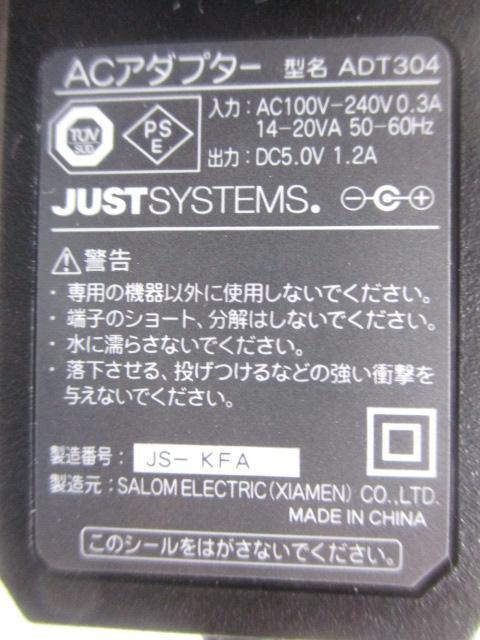 ACアダプター 型名 ADT304
TÜV SÜD PS E
入力：AC100V-240V 0.3A
14-20VA 50-60Hz
出力：DC5.0V 1.2A
JUSTSYSTEMS.
警告
・専用の機器以外に使用しないでください。
・端子のショート、分解はしないでください。
・水に濡らさないでください。
・落下させる、投げつけるなどの強い衝撃を
与えないでください。
製造番号： JS- KFA
製造元：SALOM ELECTRIC (XIAMEN) CO.,LTD.
MADE IN CHINA
このシールをはがさないでください。